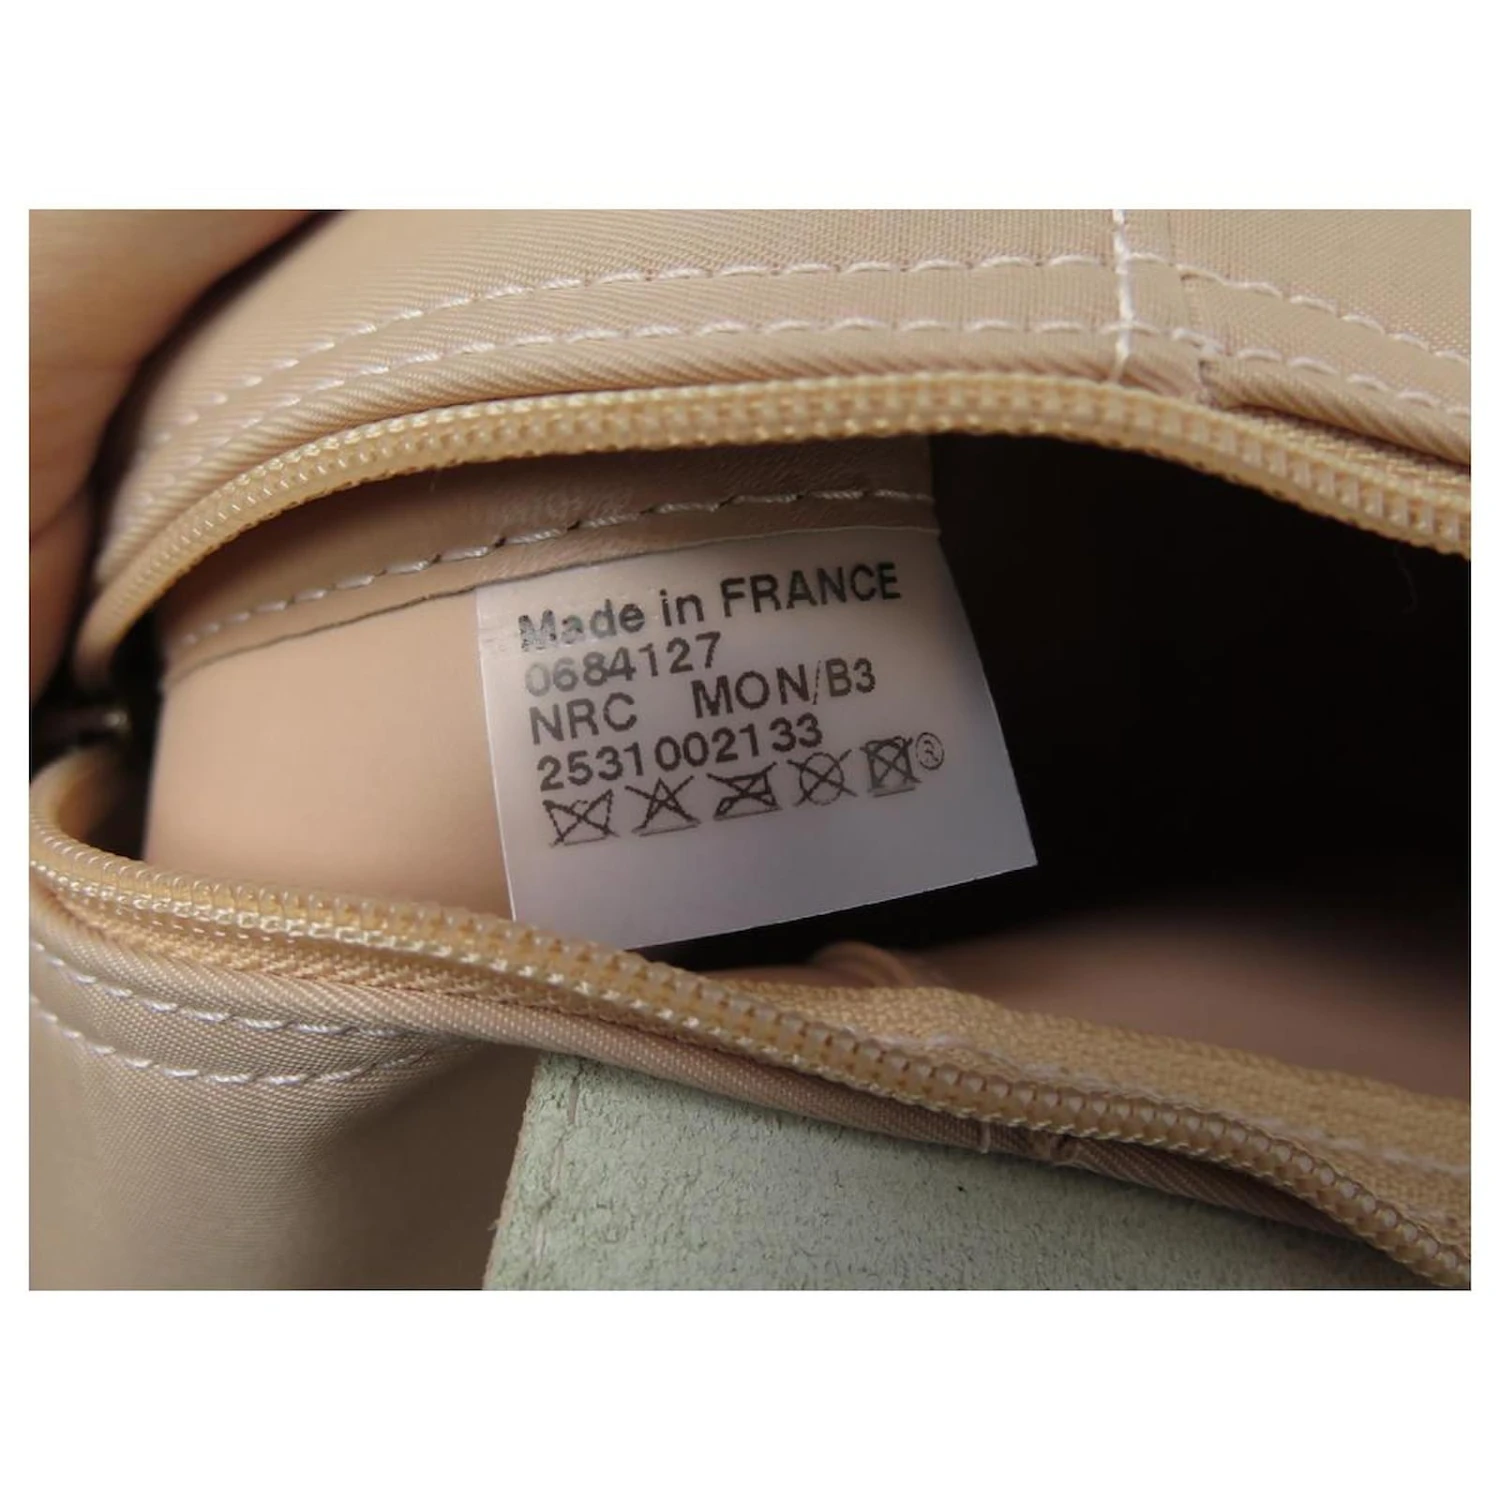 Made in FRANCE
0684127
NRC MON/B3
2531002133
®